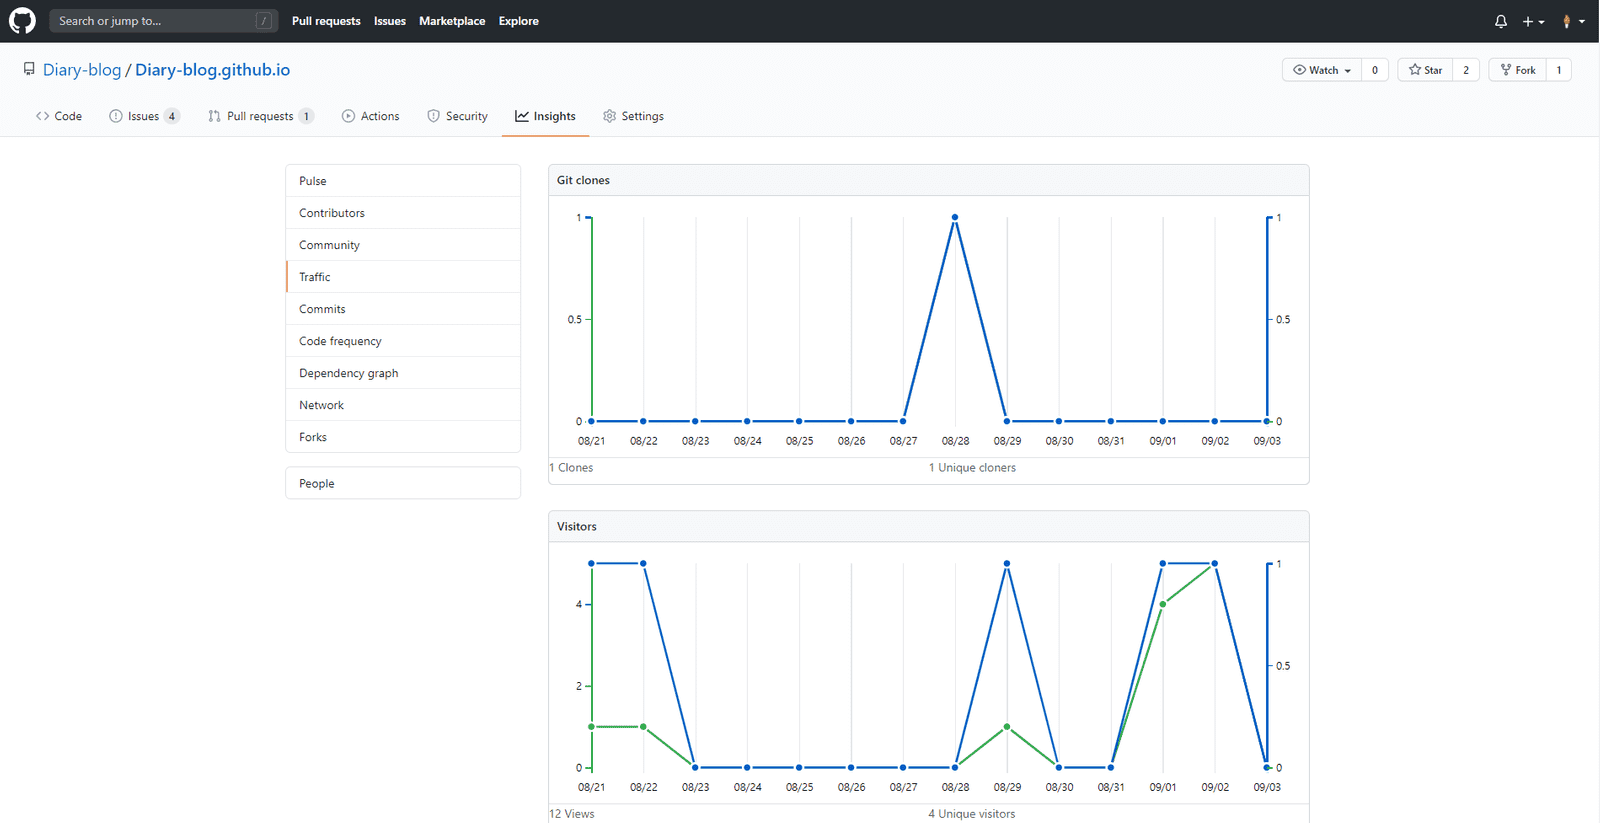 Search or jump to... /
Pull requests Issues Marketplace Explore
Diary-blog / Diary-blog.github.io
Watch 0 Star 2 Fork 1
Code Issues 4 Pull requests 1 Actions Security Insights Settings
Pulse
Contributors
Community
Traffic
Commits
Code frequency
Dependency graph
Network
Forks
People
Git clones
1 1
0.5 0.5
0 0
08/21 08/22 08/23 08/24 08/25 08/26 08/27 08/28 08/29 08/30 08/31 09/01 09/02 09/03
1 Clones 1 Unique cloners
Visitors
1
4
0.5
2
0 0
08/21 08/22 08/23 08/24 08/25 08/26 08/27 08/28 08/29 08/30 08/31 09/01 09/02 09/03
12 Views 4 Unique visitors